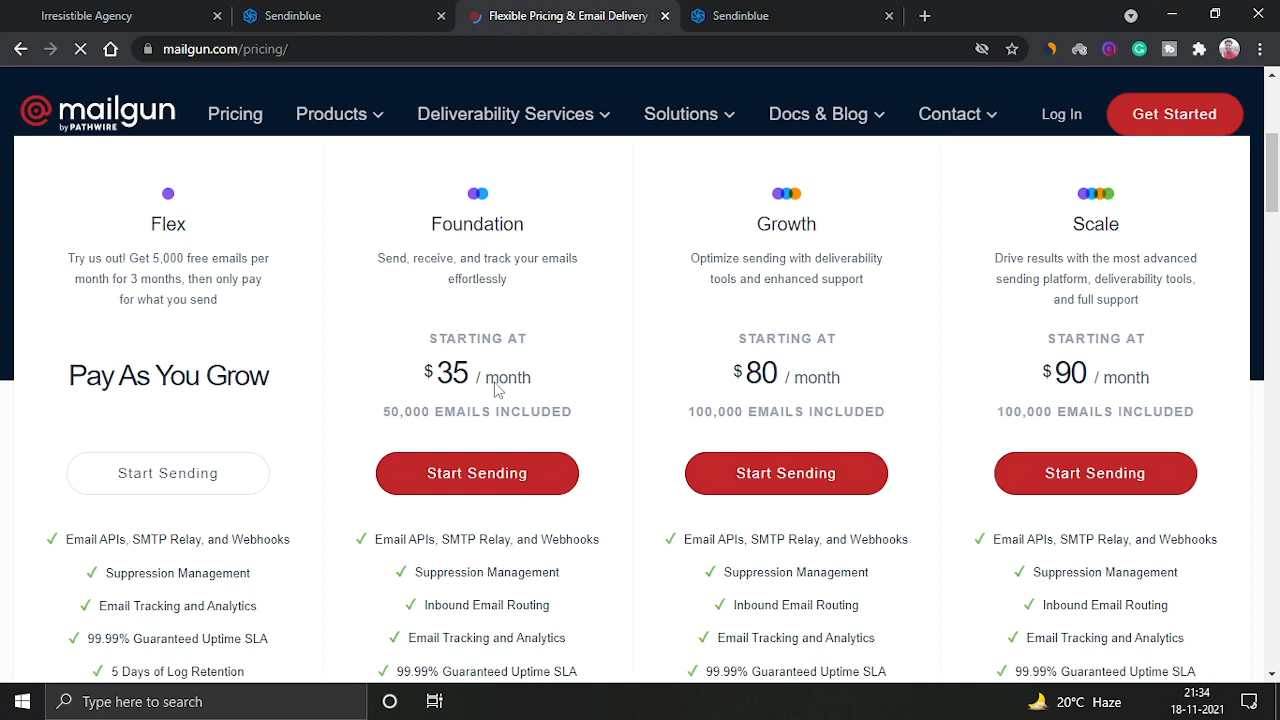 Irresistible Agency
Sendinblue
Flexible Pricing & Email Delivery
Sendinblue
mailgun.com/pricing/
mailgun
by PATHWIRE
Pricing
Products
Deliverability Services
Solutions
Docs & Blog
Contact
Log In
Get Started
Flex
Try us out! Get 5,000 free emails per
month for 3 months, then only pay
for what you send
Pay As You Grow
Start Sending
Email APIs, SMTP Relay, and Webhooks
Suppression Management
Email Tracking and Analytics
99.99% Guaranteed Uptime SLA
5 Days of Log Retention
Foundation
Send, receive, and track your emails
effortlessly
STARTING AT
$35 / month
50,000 EMAILS INCLUDED
Start Sending
Email APIs, SMTP Relay, and Webhooks
Suppression Management
Inbound Email Routing
Email Tracking and Analytics
99.99% Guaranteed Uptime SLA
Growth
Optimize sending with deliverability
tools and enhanced support
STARTING AT
$80 / month
100,000 EMAILS INCLUDED
Start Sending
Email APIs, SMTP Relay, and Webhooks
Suppression Management
Inbound Email Routing
Email Tracking and Analytics
99.99% Guaranteed Uptime SLA
Scale
Drive results with the most advanced
sending platform, deliverability tools,
and full support
STARTING AT
$90 / month
100,000 EMAILS INCLUDED
Start Sending
Email APIs, SMTP Relay, and Webhooks
Suppression Management
Inbound Email Routing
Email Tracking and Analytics
99.99% Guaranteed Uptime SLA
Type here to search
20°C Haze
21:34
18-11-2021